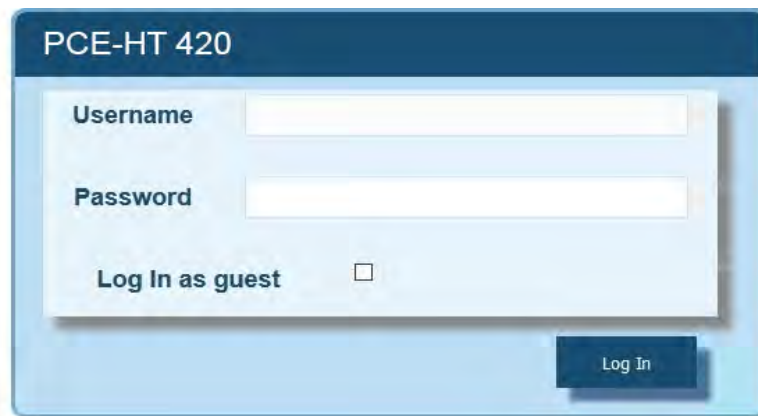 PCE-HT 420
Username
Password
Log In as guest
Log In